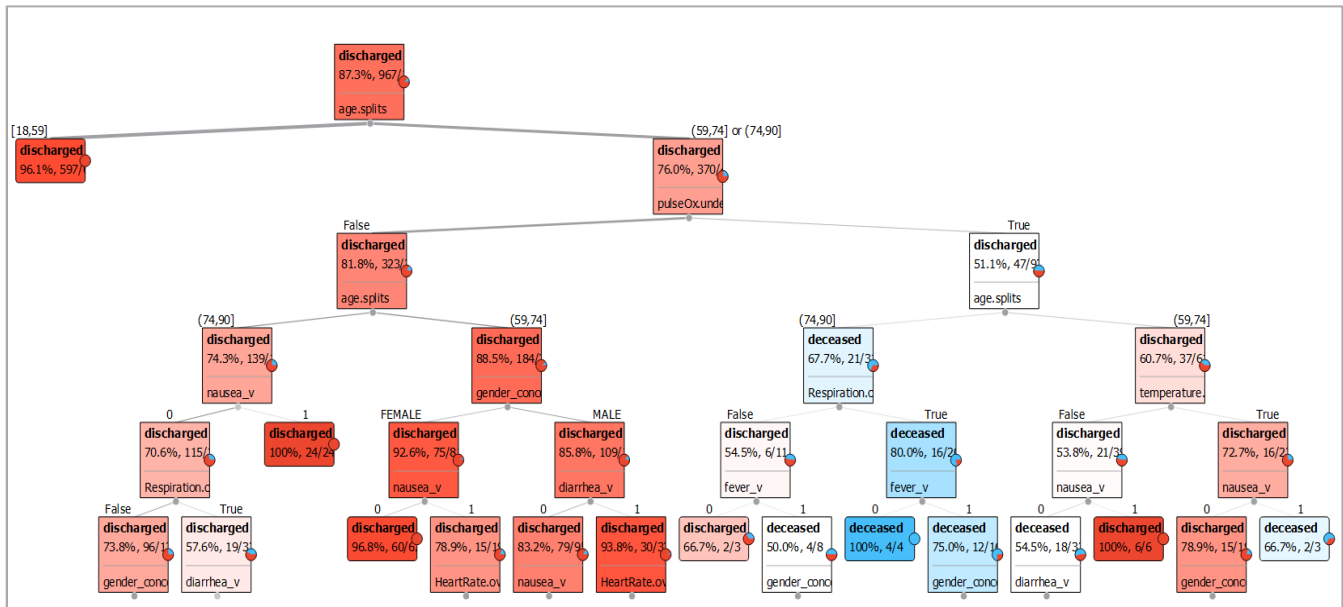 discharged
87.3%, 967/
age.splits
[18,59]
(59,74] or (74,90]
discharged
96.1%, 597/
discharged
76.0%, 370/
pulseOx.unde
False
True
discharged
81.8%, 323/
age.splits
discharged
51.1%, 47/9
age.splits
(74,90]
(59,74]
(74,90]
(59,74]
discharged
74.3%, 139/
nausea_v
discharged
88.5%, 184/
gender_conc
deceased
67.7%, 21/3
Respiration.c
discharged
60.7%, 37/6
temperature.
0
1
FEMALE
MALE
False
True
False
True
discharged
70.6%, 115/
Respiration.c
discharged
100%, 24/24
discharged
92.6%, 75/8
nausea_v
discharged
85.8%, 109/
diarrhea_v
discharged
54.5%, 6/11
fever_v
deceased
80.0%, 16/2
fever_v
discharged
53.8%, 21/3
nausea_v
discharged
72.7%, 16/2
nausea_v
False
True
0
1
0
1
0
1
0
1
0
1
0
1
discharged
73.8%, 96/1
gender_conc
discharged
57.6%, 19/3
diarrhea_v
discharged
96.8%, 60/6
discharged
78.9%, 15/1
HeartRate.ov
discharged
83.2%, 79/9
nausea_v
discharged
93.8%, 30/3
HeartRate.ov
discharged
66.7%, 2/3
deceased
50.0%, 4/8
gender_conc
deceased
100%, 4/4
deceased
75.0%, 12/1
gender_conc
discharged
54.5%, 18/3
diarrhea_v
discharged
100%, 6/6
discharged
78.9%, 15/1
gender_conc
deceased
66.7%, 2/3